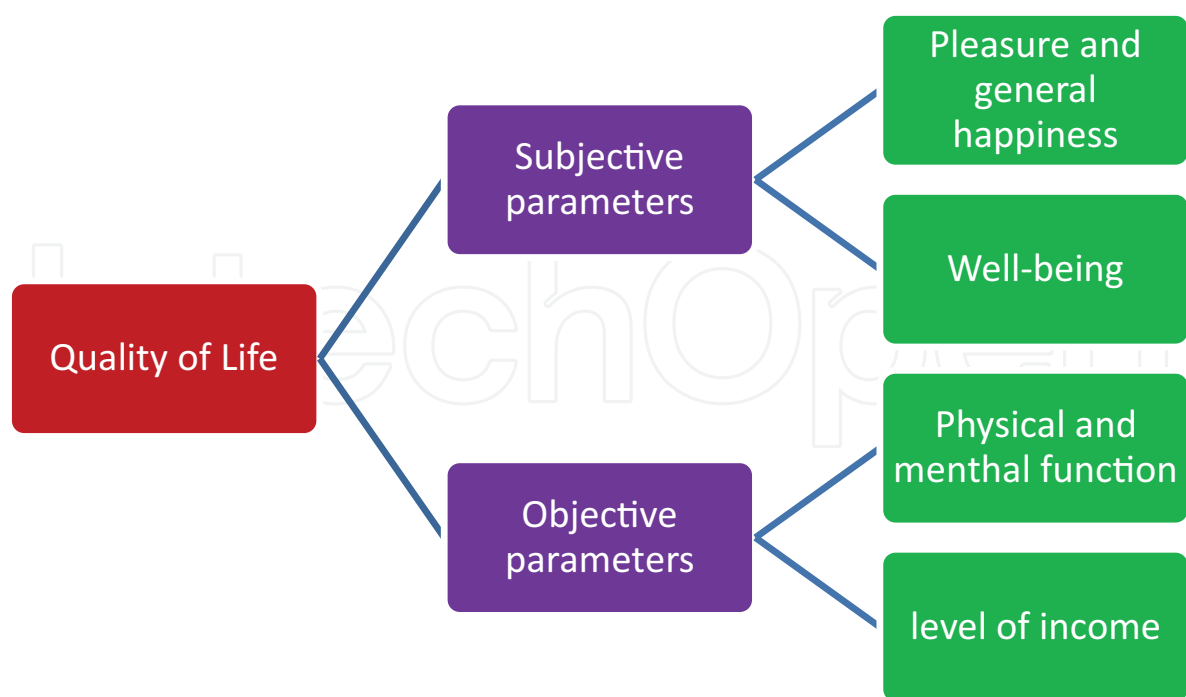 Quality of Life
Subjective
parameters
Objective
parameters
Pleasure and
general
happiness
Well-being
Physical and
menthal function
level of income